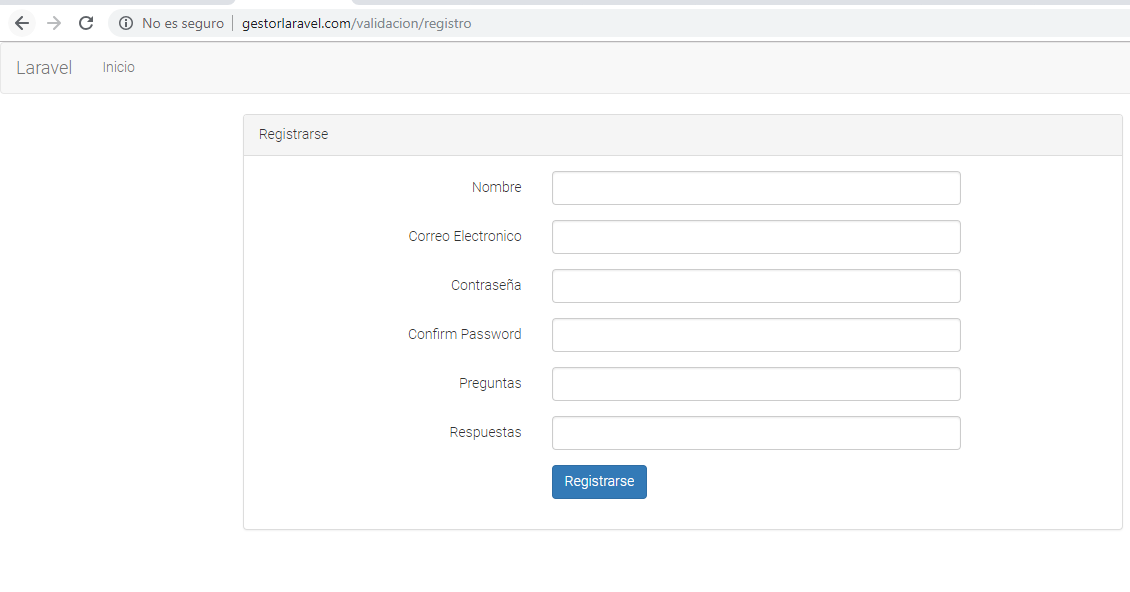 No es seguro | gestorlaravel.com/validacion/registro
Laravel Inicio
Registrarse
Nombre
Correo Electronico
Contraseña
Confirm Password
Preguntas
Respuestas
Registrarse